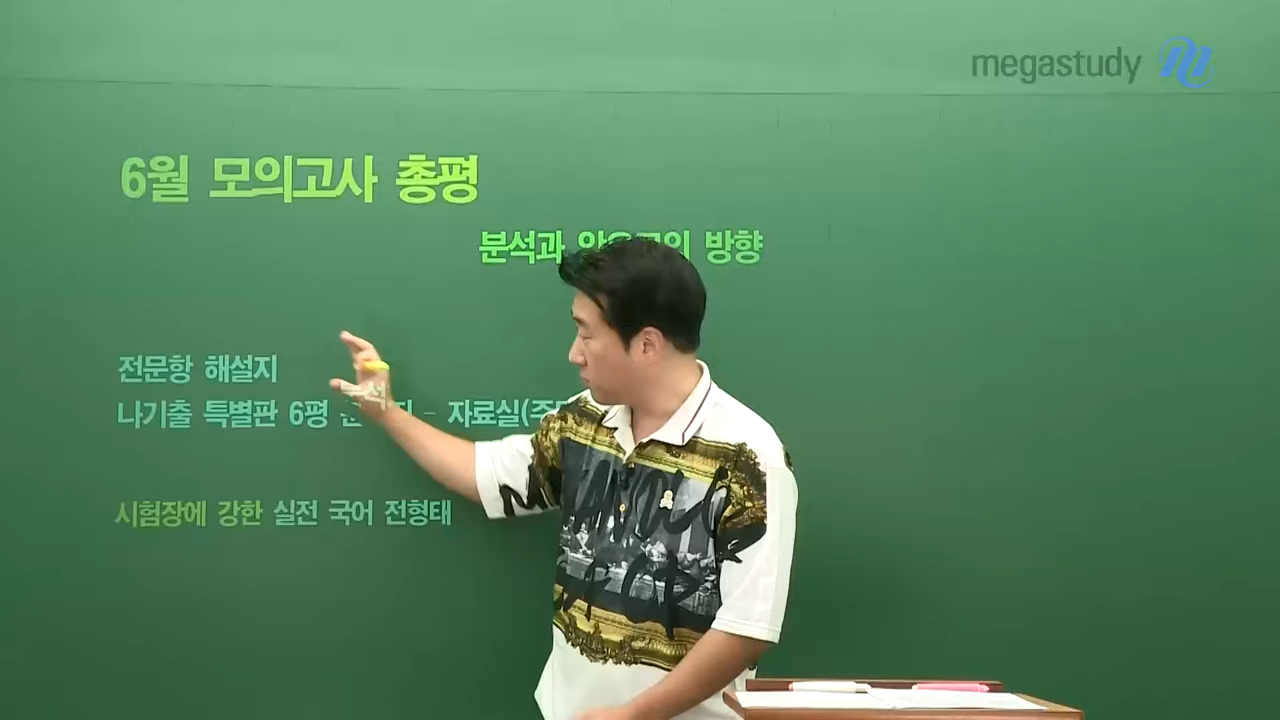 megastudy
6월 모의고사 총평
분석과 방향
전문항 해설지
나기출 특별판 6평 - 자료실
시험장에 강한 실전 국어 전형태